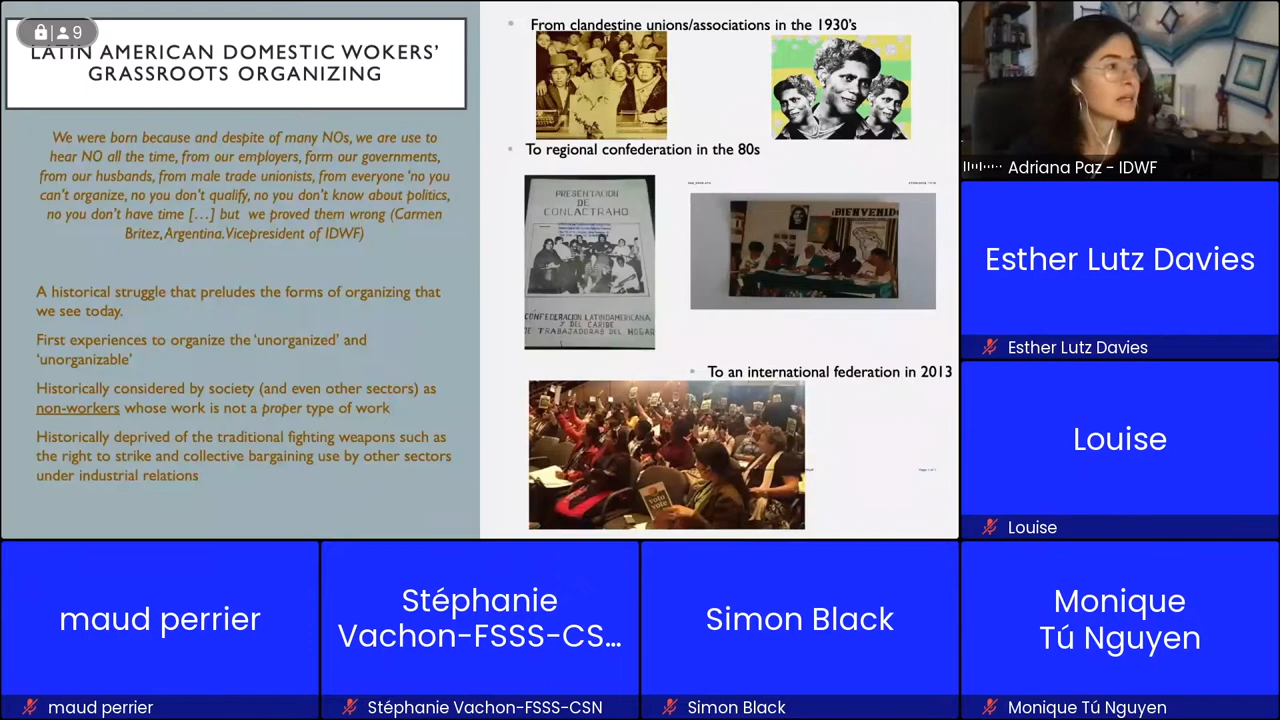 9
LATIN AMERICAN DOMESTIC WOKERS’
GRASSROOTS ORGANIZING
We were born because and despite of many NOs, we are use to
hear NO all the time, from our employers, form our governments,
from our husbands, from male trade unionists, from everyone ‘no you
can’t organize, no you don’t qualify, no you don’t know about politics,
no you don’t have time […] but we proved them wrong (Carmen
Britez, Argentina. Vicepresident of IDWF)
A historical struggle that preludes the forms of organizing that
we see today.
First experiences to organize the ‘unorganized’ and
‘unorganizable’
Historically considered by society (and even other sectors) as
non-workers whose work is not a proper type of work
Historically deprived of the traditional fighting weapons such as
the right to strike and collective bargaining use by other sectors
under industrial relations
From clandestine unions/associations in the 1930’s
To regional confederation in the 80s
PRESENTACION
DE
CONLACTRAHO
CONFEDERACION LATINOAMERICANA
Y DEL CARIBE
DE TRABAJADORAS DEL HOGAR
¡BIENVENID
To an international federation in 2013
voto
vote
Page 1 of 1
Adriana Paz - IDWF
Esther Lutz Davies
Esther Lutz Davies
Louise
Louise
maud perrier
maud perrier
Stéphanie
Vachon-FSSS-CS...
Stéphanie Vachon-FSSS-CSN
Simon Black
Simon Black
Monique
Tú Nguyen
Monique Tú Nguyen